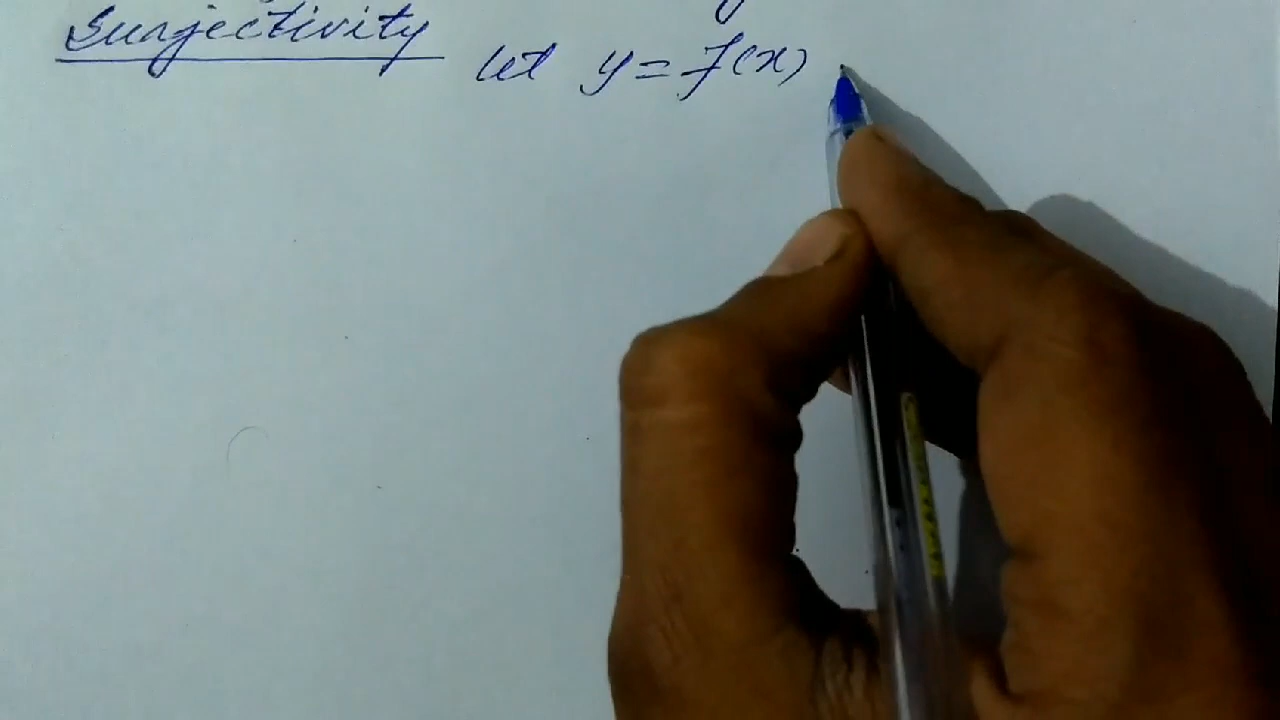 Surjectivity let y = f(x)